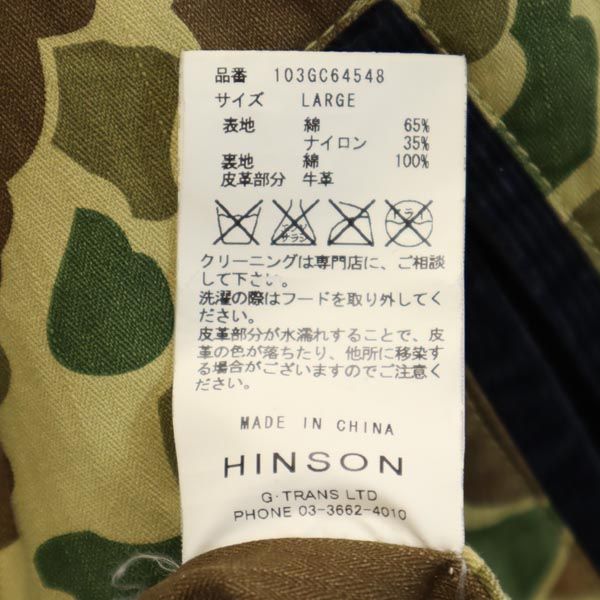 品番 103GC64548
サイズ LARGE
表地 綿 65%
ナイロン 35%
裏地 綿 100%
皮革部分 牛革
エンソ
サラシ
ドライ
クリーニングは専門店に、ご相談
して下さい。
洗濯の際はフードを取り外してく
ださい。
皮革部分が水濡れすることで、皮
革の色が落ちたり、他所に移染す
る場合がございますのでご注意く
ださい。
MADE IN CHINA
HINSON
G·TRANS LTD
PHONE 03-3662-4010